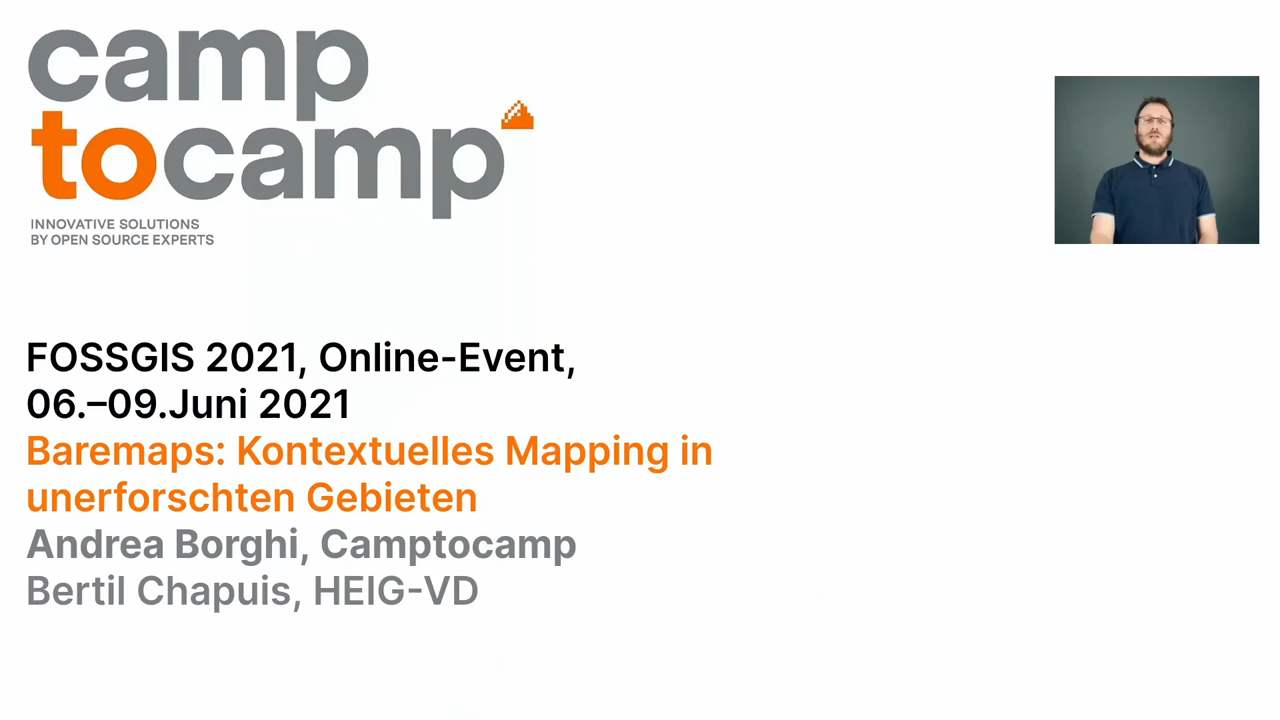 camp
tocamp
INNOVATIVE SOLUTIONS
BY OPEN SOURCE EXPERTS
FOSSGIS 2021, Online-Event,
06.–09.Juni 2021
Baremaps: Kontextuelles Mapping in
unerforschten Gebieten
Andrea Borghi, Camptocamp
Bertil Chapuis, HEIG-VD